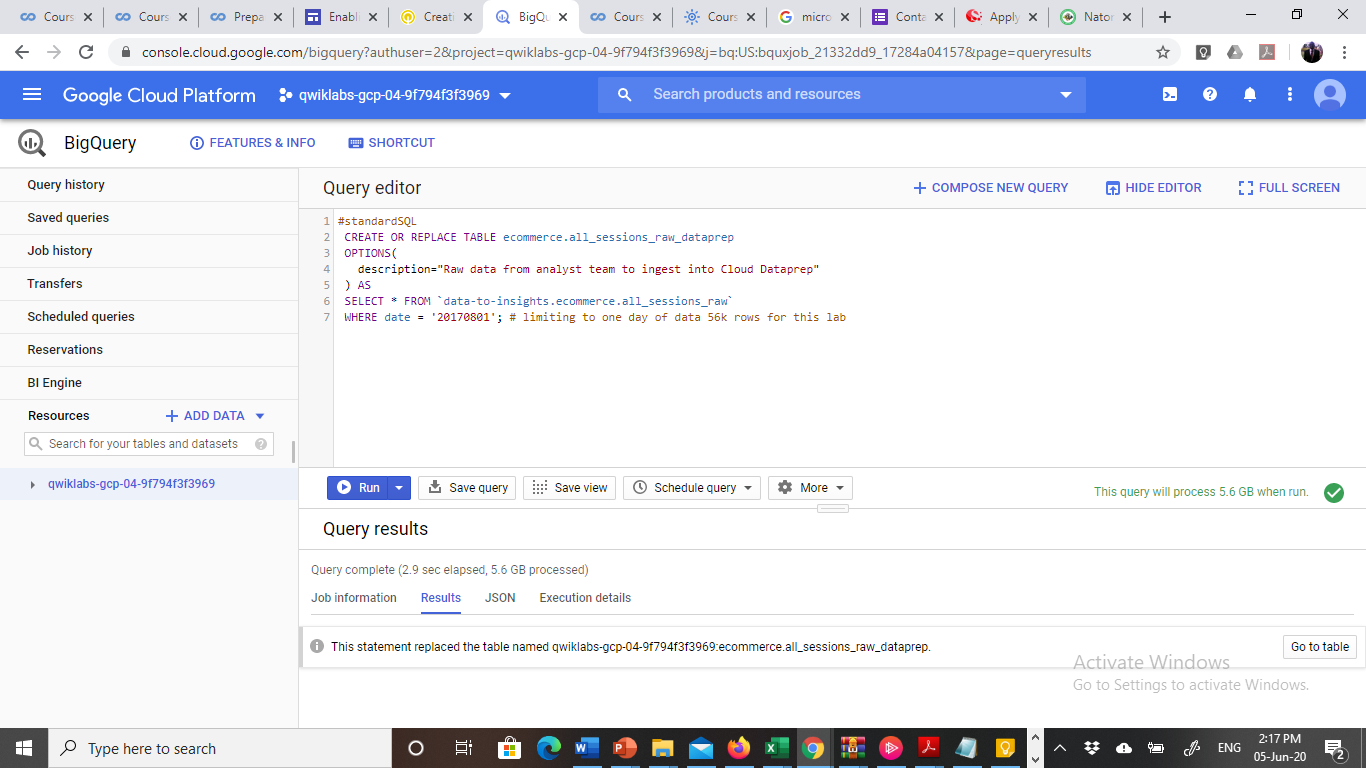 Cours
Cours
Prepa
Enabli
Creati
BigQu
Cours
Cours
micro
Conta
Apply
Nator
console.cloud.google.com/bigquery?authuser=2&project=qwiklabs-gcp-04-9f794f3f3969&j=bq:US:bquxjob_21332dd9_17284a04157&page=queryresults
Google Cloud Platform
qwiklabs-gcp-04-9f794f3f3969
Search products and resources
BigQuery
FEATURES & INFO
SHORTCUT
Query history
Saved queries
Job history
Transfers
Scheduled queries
Reservations
BI Engine
Resources
+ ADD DATA
Search for your tables and datasets
qwiklabs-gcp-04-9f794f3f3969
Query editor
+ COMPOSE NEW QUERY
HIDE EDITOR
FULL SCREEN
1 #standardSQL
2 CREATE OR REPLACE TABLE ecommerce.all_sessions_raw_dataprep
3 OPTIONS(
4 description="Raw data from analyst team to ingest into Cloud Dataprep"
5 ) AS
6 SELECT * FROM `data-to-insights.ecommerce.all_sessions_raw`
7 WHERE date = '20170801'; # limiting to one day of data 56k rows for this lab
Run
Save query
Save view
Schedule query
More
This query will process 5.6 GB when run.
Query results
Query complete (2.9 sec elapsed, 5.6 GB processed)
Job information
Results
JSON
Execution details
This statement replaced the table named qwiklabs-gcp-04-9f794f3f3969:ecommerce.all_sessions_raw_dataprep.
Go to table
Activate Windows
Go to Settings to activate Windows.
Type here to search
ENG
2:17 PM
05-Jun-20
2